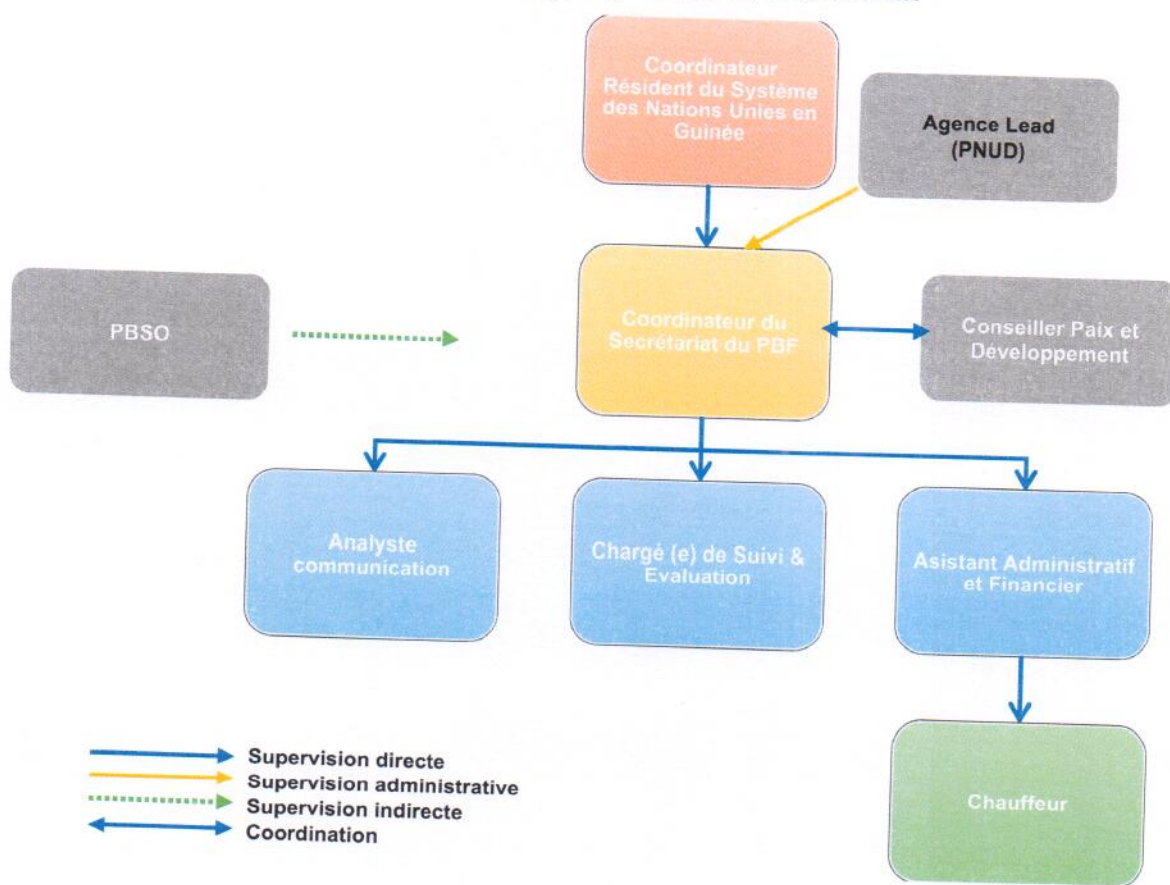 Coordinateur
Résident du Système
des Nations Unies en
Guinée
Agence Lead
(PNUD)
PBSO
Coordinateur du
Secrétariat du PBF
Conseiller Paix et
Développement
Analyste
communication
Chargé (e) de Suivi &
Evaluation
Asistant Administratif
et Financier
Supervision directe
Supervision administrative
Supervision indirecte
Coordination
Chauffeur